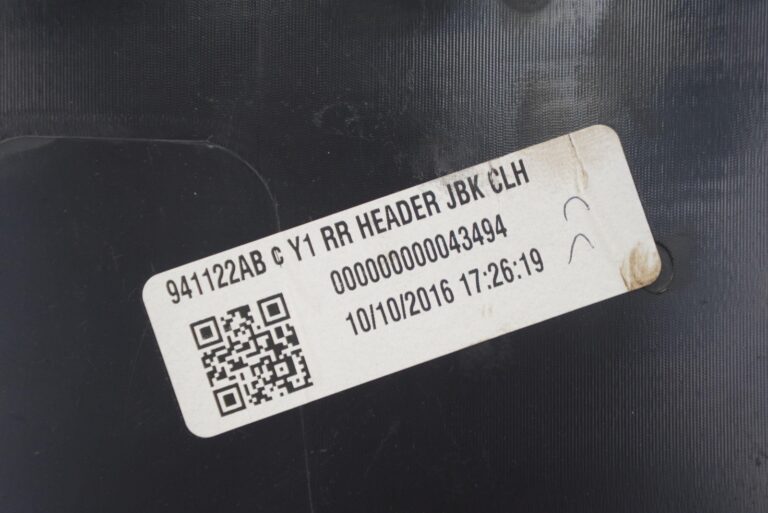 941122AB ¢ Y1 RR HEADER JBK CLH
000000000043494
10/10/2016 17:26:19